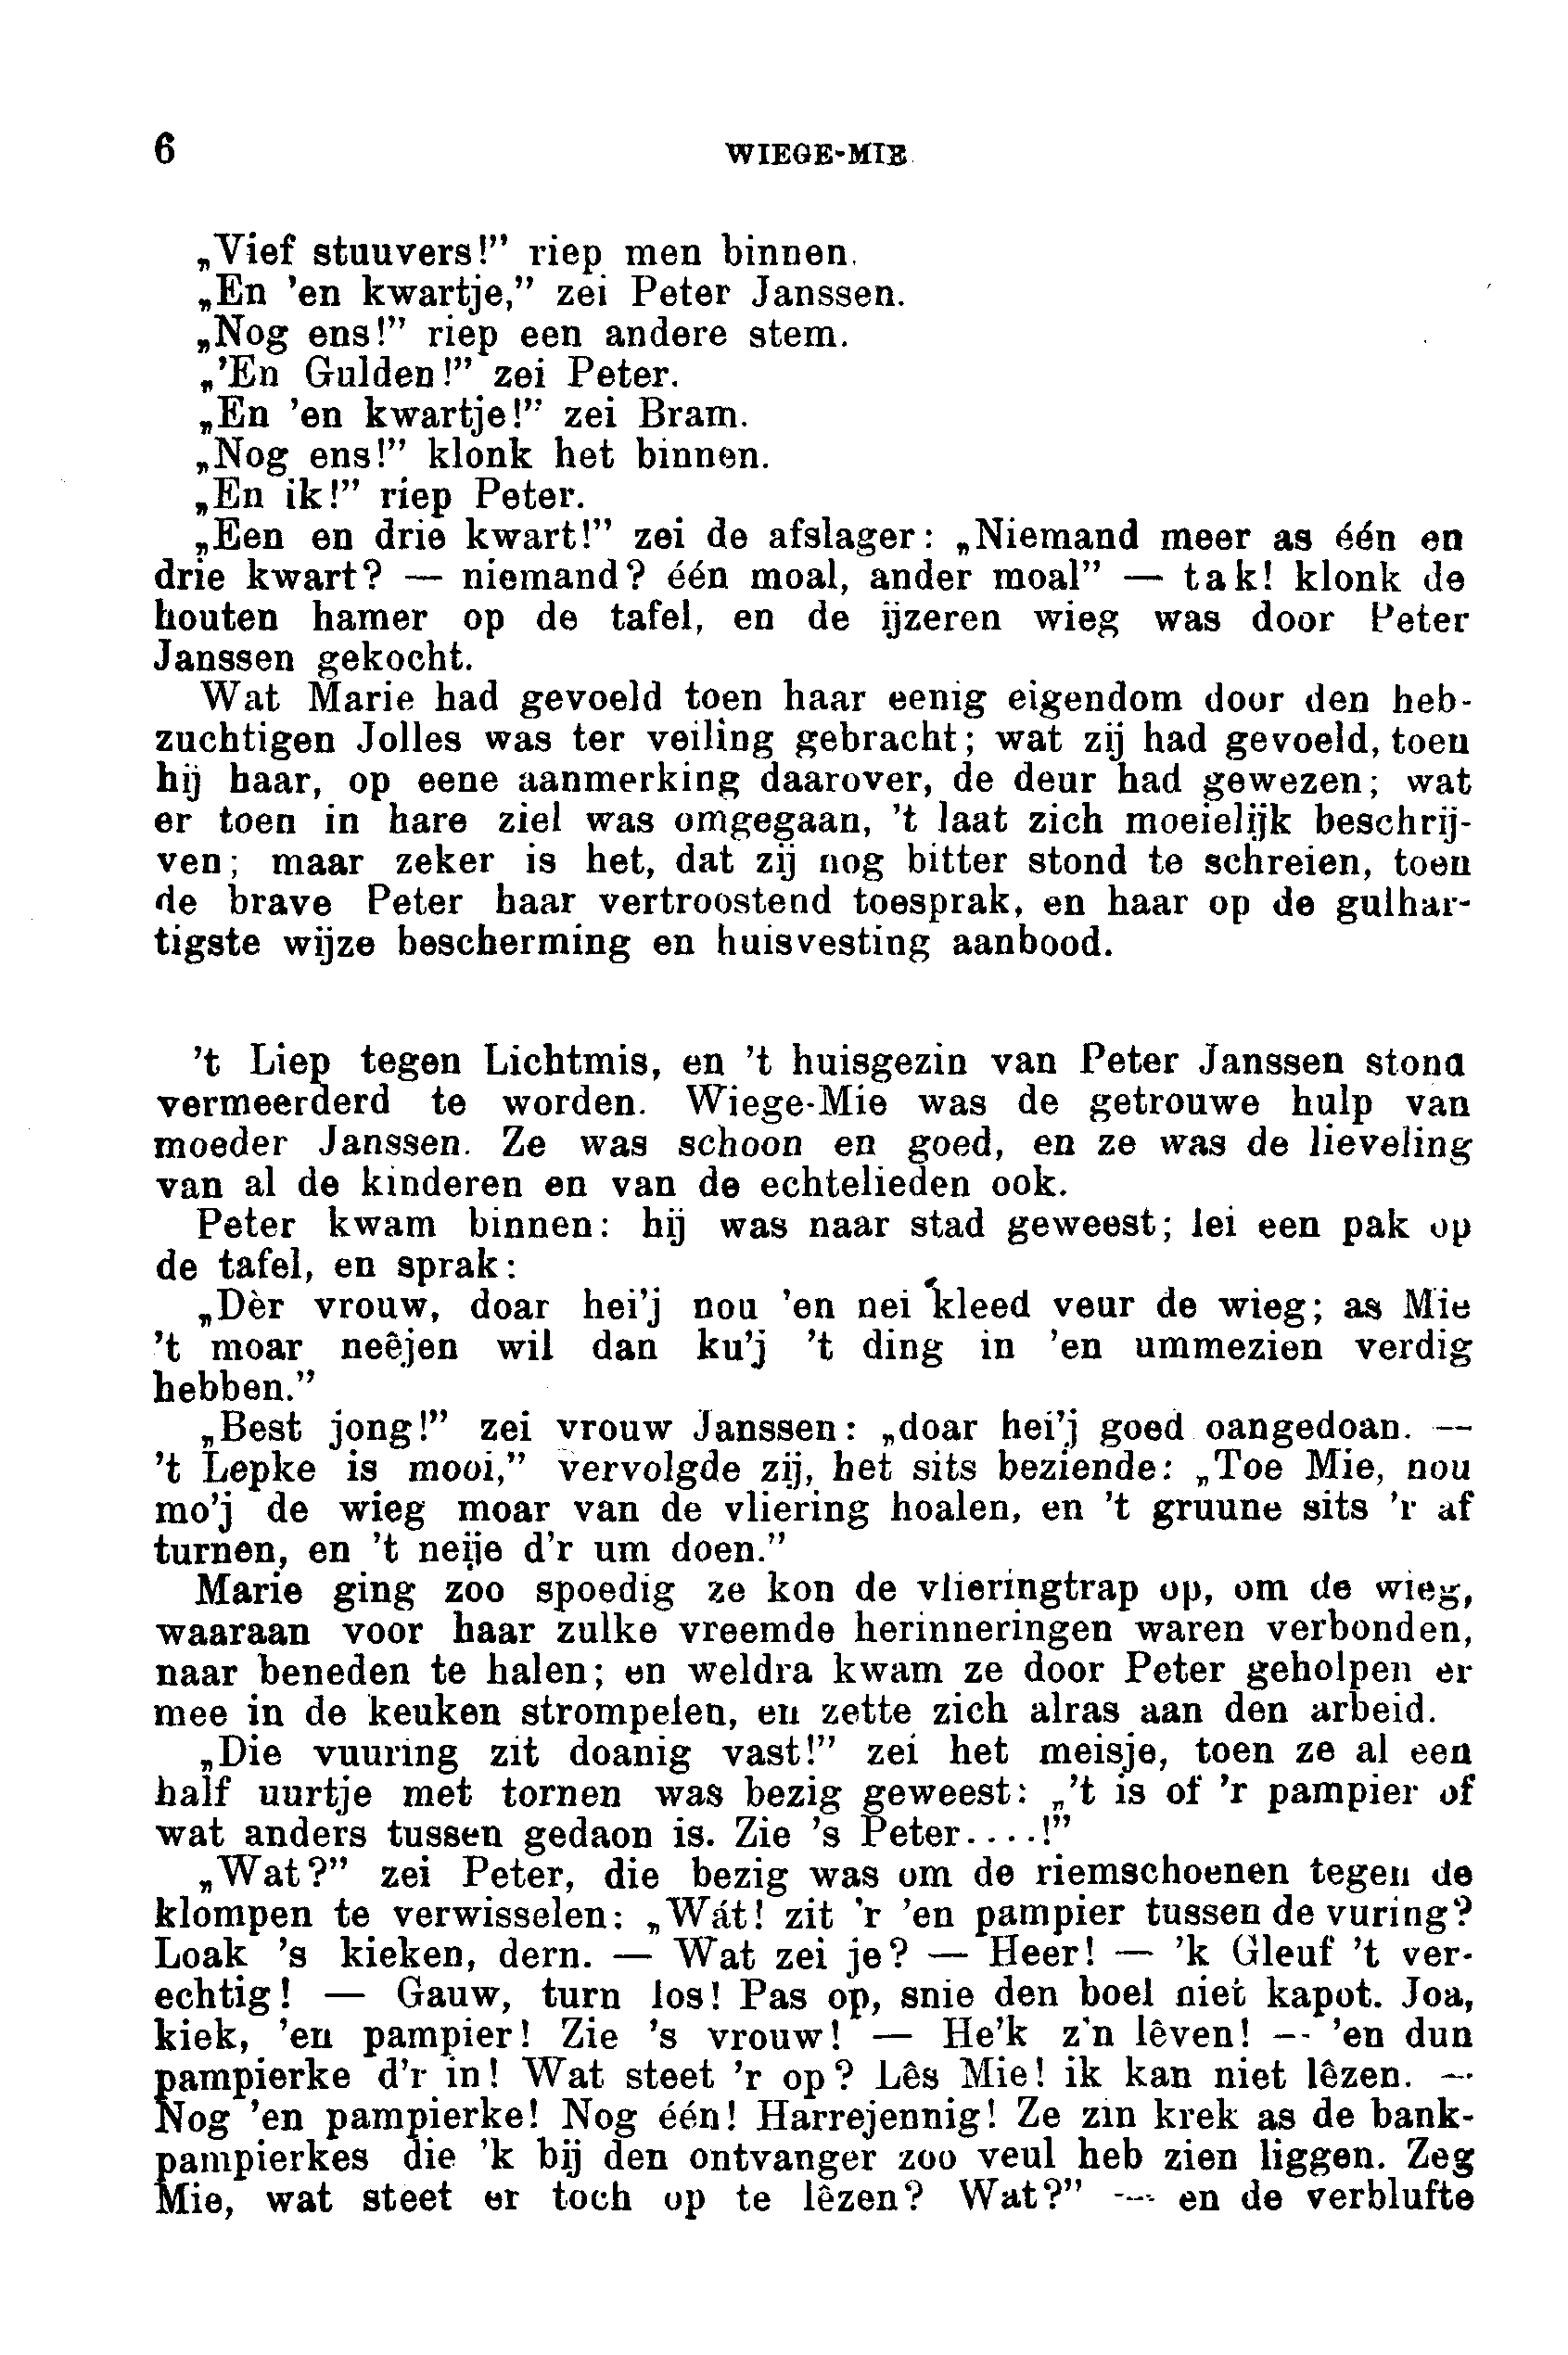 6 WIEGE-MIE
„Vief stuuvers!” riep men binnen.
„En 'en kwartje,” zei Peter Janssen.
„Nog ens!” riep een andere stem.
„'En Gulden!” zei Peter.
„En 'en kwartje!” zei Bram.
„Nog ens!” klonk het binnen.
„En ik!” riep Peter.
„Een en drie kwart!” zei de afslager: „Niemand meer as één en
drie kwart? — niemand? één moal, ander moal” — tak! klonk de
houten hamer op de tafel, en de ijzeren wieg was door Peter
Janssen gekocht.
Wat Marie had gevoeld toen haar eenig eigendom door den heb-
zuchtigen Jolles was ter veiling gebracht; wat zij had gevoeld, toen
hij haar, op eene aanmerking daarover, de deur had gewezen; wat
er toen in hare ziel was omgegaan, 't laat zich moeielijk beschrij-
ven; maar zeker is het, dat zij nog bitter stond te schreien, toen
de brave Peter haar vertroostend toesprak, en haar op de gulhar-
tigste wijze bescherming en huisvesting aanbood.
't Liep tegen Lichtmis, en 't huisgezin van Peter Janssen stond
vermeerderd te worden. Wiege-Mie was de getrouwe hulp van
moeder Janssen. Ze was schoon en goed, en ze was de lieveling
van al de kinderen en van de echtelieden ook.
Peter kwam binnen: hij was naar stad geweest; lei een pak op
de tafel, en sprak:
„Dèr vrouw, doar hei'j nou 'en nei kleed veur de wieg; as Mie
't moar neêjen wil dan ku'j 't ding in 'en ummezien verdig
hebben.”
„Best jong!” zei vrouw Janssen: „doar hei'j goed oangedoan. —
't Lepke is mooi,” vervolgde zij, het sits beziende: „Toe Mie, nou
mo'j de wieg moar van de vliering hoalen, en 't gruune sits 'r af
turnen, en 't neije d'r um doen.”
Marie ging zoo spoedig ze kon de vlieringtrap op, om de wieg,
waaraan voor haar zulke vreemde herinneringen waren verbonden,
naar beneden te halen; en weldra kwam ze door Peter geholpen er
mee in de keuken strompelen, en zette zich alras aan den arbeid.
„Die vuuring zit doanig vast!” zei het meisje, toen ze al een
half uurtje met tornen was bezig geweest: „'t is of 'r pampier of
wat anders tussen gedaon is. Zie 's Peter....!”
„Wat?” zei Peter, die bezig was om de riemschoenen tegen de
klompen te verwisselen: „Wát! zit 'r 'en pampier tussen de vuring?
Loak 's kieken, dern. — Wat zei je? — Heer! — 'k Gleuf 't ver-
echtig! — Gauw, turn los! Pas op, snie den boel niet kapot. Joa,
kiek, 'en pampier! Zie 's vrouw! — He'k z'n lêven! — 'en dun
pampierke d'r in! Wat steet 'r op? Lês Mie! ik kan niet lêzen. —
Nog 'en pampierke! Nog één! Harrejennig! Ze zin krek as de bank-
pampierkes die 'k bij den ontvanger zoo veul heb zien liggen. Zeg
Mie, wat steet er toch op te lêzen? Wat?” — en de verblufte